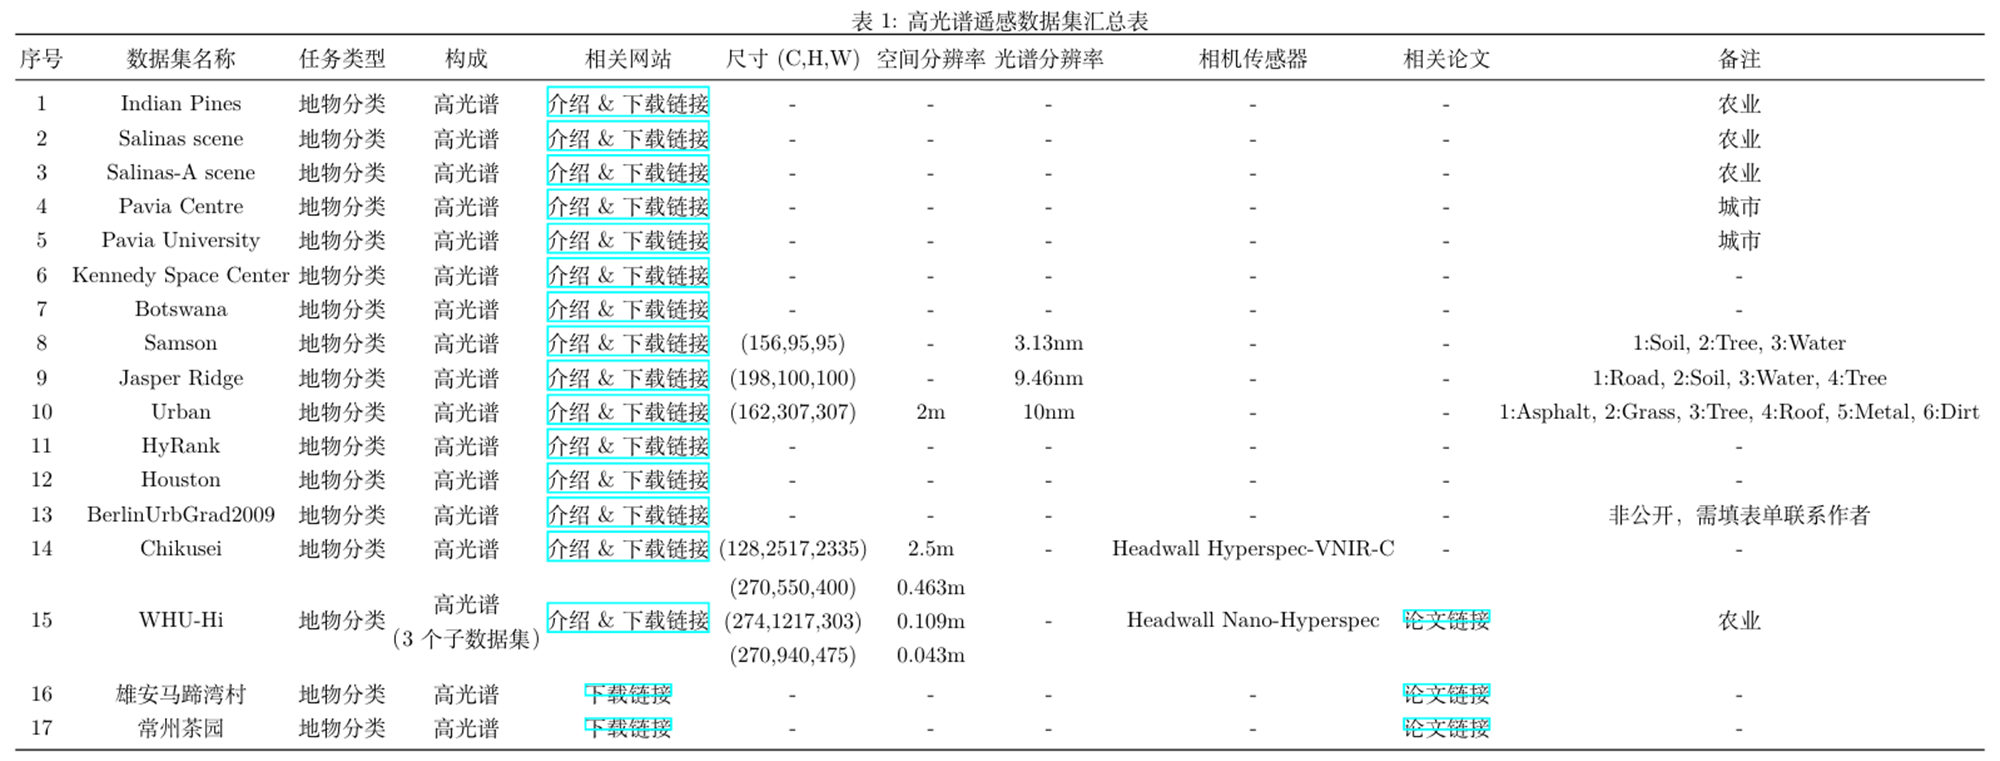 表 1: 高光谱遥感数据集汇总表
序号 数据集名称 任务类型 构成 相关网站 尺寸 (C,H,W) 空间分辨率 光谱分辨率 相机传感器 相关论文 备注
1 Indian Pines 地物分类 高光谱 介绍 & 下载链接 - - - - - 农业
2 Salinas scene 地物分类 高光谱 介绍 & 下载链接 - - - - - 农业
3 Salinas-A scene 地物分类 高光谱 介绍 & 下载链接 - - - - - 农业
4 Pavia Centre 地物分类 高光谱 介绍 & 下载链接 - - - - - 城市
5 Pavia University 地物分类 高光谱 介绍 & 下载链接 - - - - - 城市
6 Kennedy Space Center 地物分类 高光谱 介绍 & 下载链接 - - - - - -
7 Botswana 地物分类 高光谱 介绍 & 下载链接 - - - - - -
8 Samson 地物分类 高光谱 介绍 & 下载链接 (156,95,95) - 3.13nm - - 1:Soil, 2:Tree, 3:Water
9 Jasper Ridge 地物分类 高光谱 介绍 & 下载链接 (198,100,100) - 9.46nm - - 1:Road, 2:Soil, 3:Water, 4:Tree
10 Urban 地物分类 高光谱 介绍 & 下载链接 (162,307,307) 2m 10nm - - 1:Asphalt, 2:Grass, 3:Tree, 4:Roof, 5:Metal, 6:Dirt
11 HyRank 地物分类 高光谱 介绍 & 下载链接 - - - - - -
12 Houston 地物分类 高光谱 介绍 & 下载链接 - - - - - -
13 BerlinUrbGrad2009 地物分类 高光谱 介绍 & 下载链接 - - - - - 非公开，需填表单联系作者
14 Chikusei 地物分类 高光谱 介绍 & 下载链接 (128,2517,2335) 2.5m - Headwall Hyperspec-VNIR-C - -
(270,550,400) 0.463m
15 WHU-Hi 地物分类 高光谱 介绍 & 下载链接 (274,1217,303) 0.109m - Headwall Nano-Hyperspec 论文链接 农业
(3 个子数据集) (270,940,475) 0.043m
16 雄安马蹄湾村 地物分类 高光谱 下载链接 - - - - 论文链接 -
17 常州茶园 地物分类 高光谱 下载链接 - - - - 论文链接 -